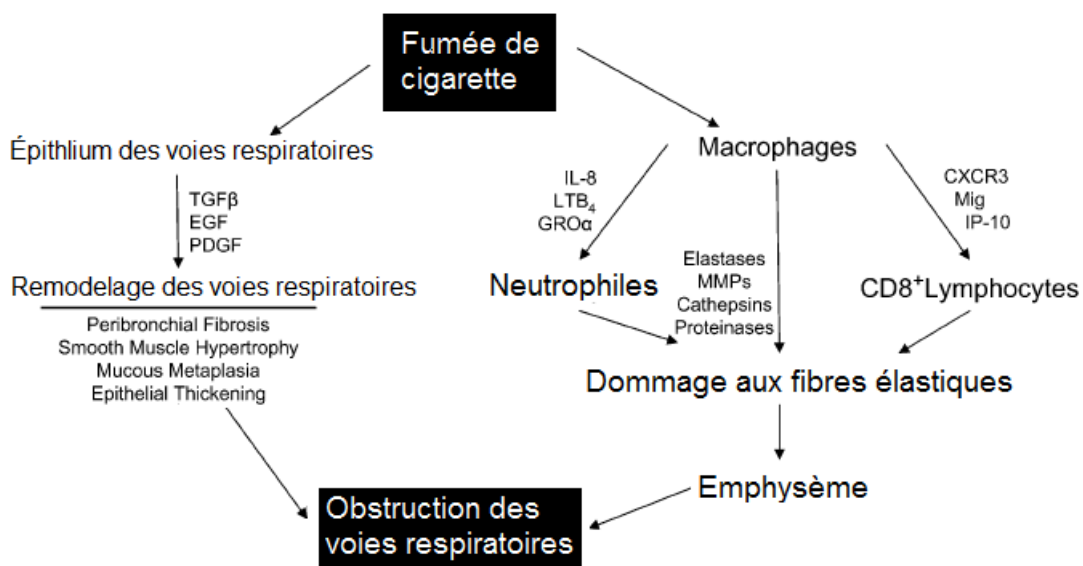 Fumée de
cigarette
Épithlium des voies respiratoires
TGFβ
EGF
PDGF
Remodelage des voies respiratoires
Peribronchial Fibrosis
Smooth Muscle Hypertrophy
Mucous Metaplasia
Epithelial Thickening
Macrophages
IL-8
LTB₄
GROα
Elastases
MMPs
Cathepsins
Proteinases
CXCR3
Mig
IP-10
Neutrophiles
CD8⁺Lymphocytes
Dommage aux fibres élastiques
Emphysème
Obstruction des
voies respiratoires